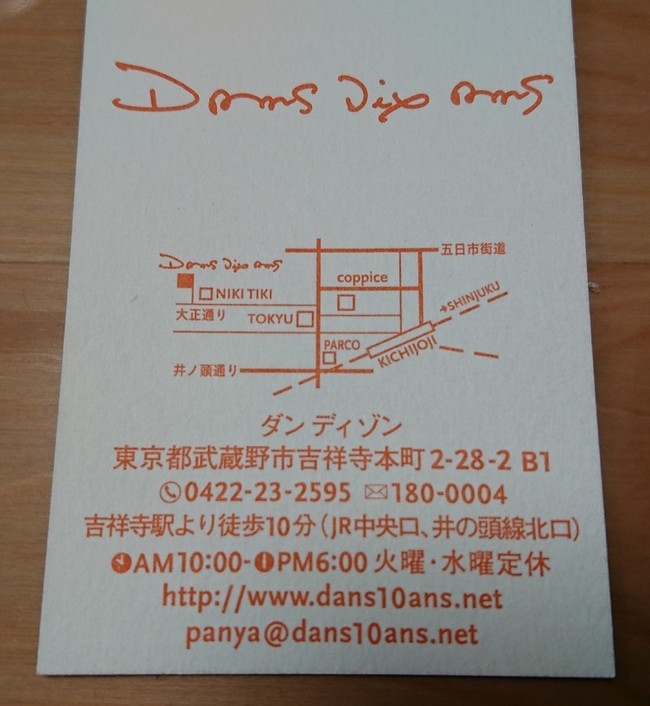 Dans Dix ans
五日市街道
Dans Dix ans
coppice
NIKI TIKI
→SHINJUKU
大正通り
TOKYU
PARCO
KICHIJOJI
井ノ頭通り
ダン ディゾン
東京都武蔵野市吉祥寺本町2-28-2 B1
0422-23-2595 180-0004
吉祥寺駅より徒歩10分(JR中央口、井の頭線北口)
AM10:00-PM6:00 火曜・水曜定休
http://www.dans10ans.net
panya@dans10ans.net